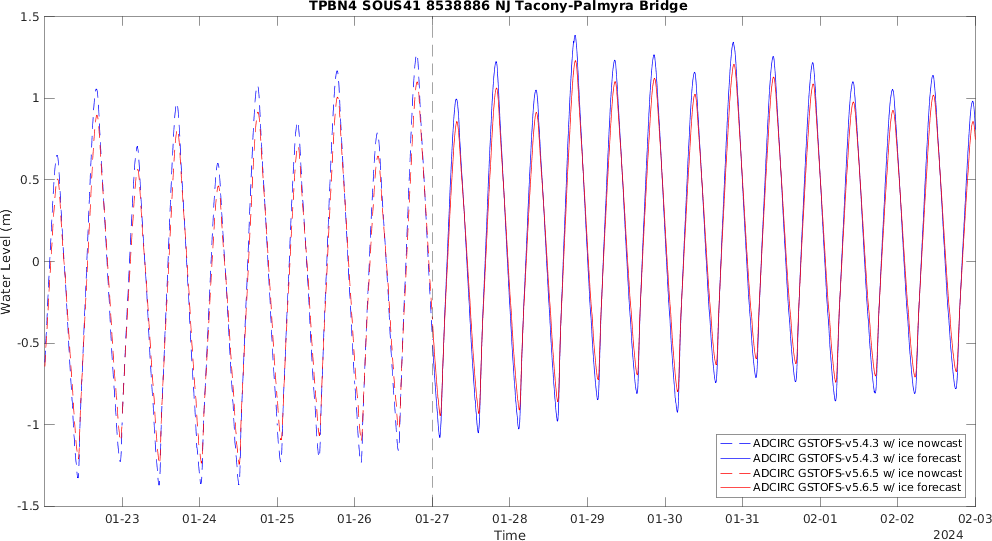 TPBN4 SOUS41 8538886 NJ Tacony-Palmyra Bridge
1.5
1
0.5
0
-0.5
-1
-1.5
Water Level (m)
01-23 01-24 01-25 01-26 01-27 01-28 01-29 01-30 01-31 02-01 02-02 02-03
Time
2024
ADCIRC GSTOFS-v5.4.3 w/ ice nowcast
ADCIRC GSTOFS-v5.4.3 w/ ice forecast
ADCIRC GSTOFS-v5.6.5 w/ ice nowcast
ADCIRC GSTOFS-v5.6.5 w/ ice forecast